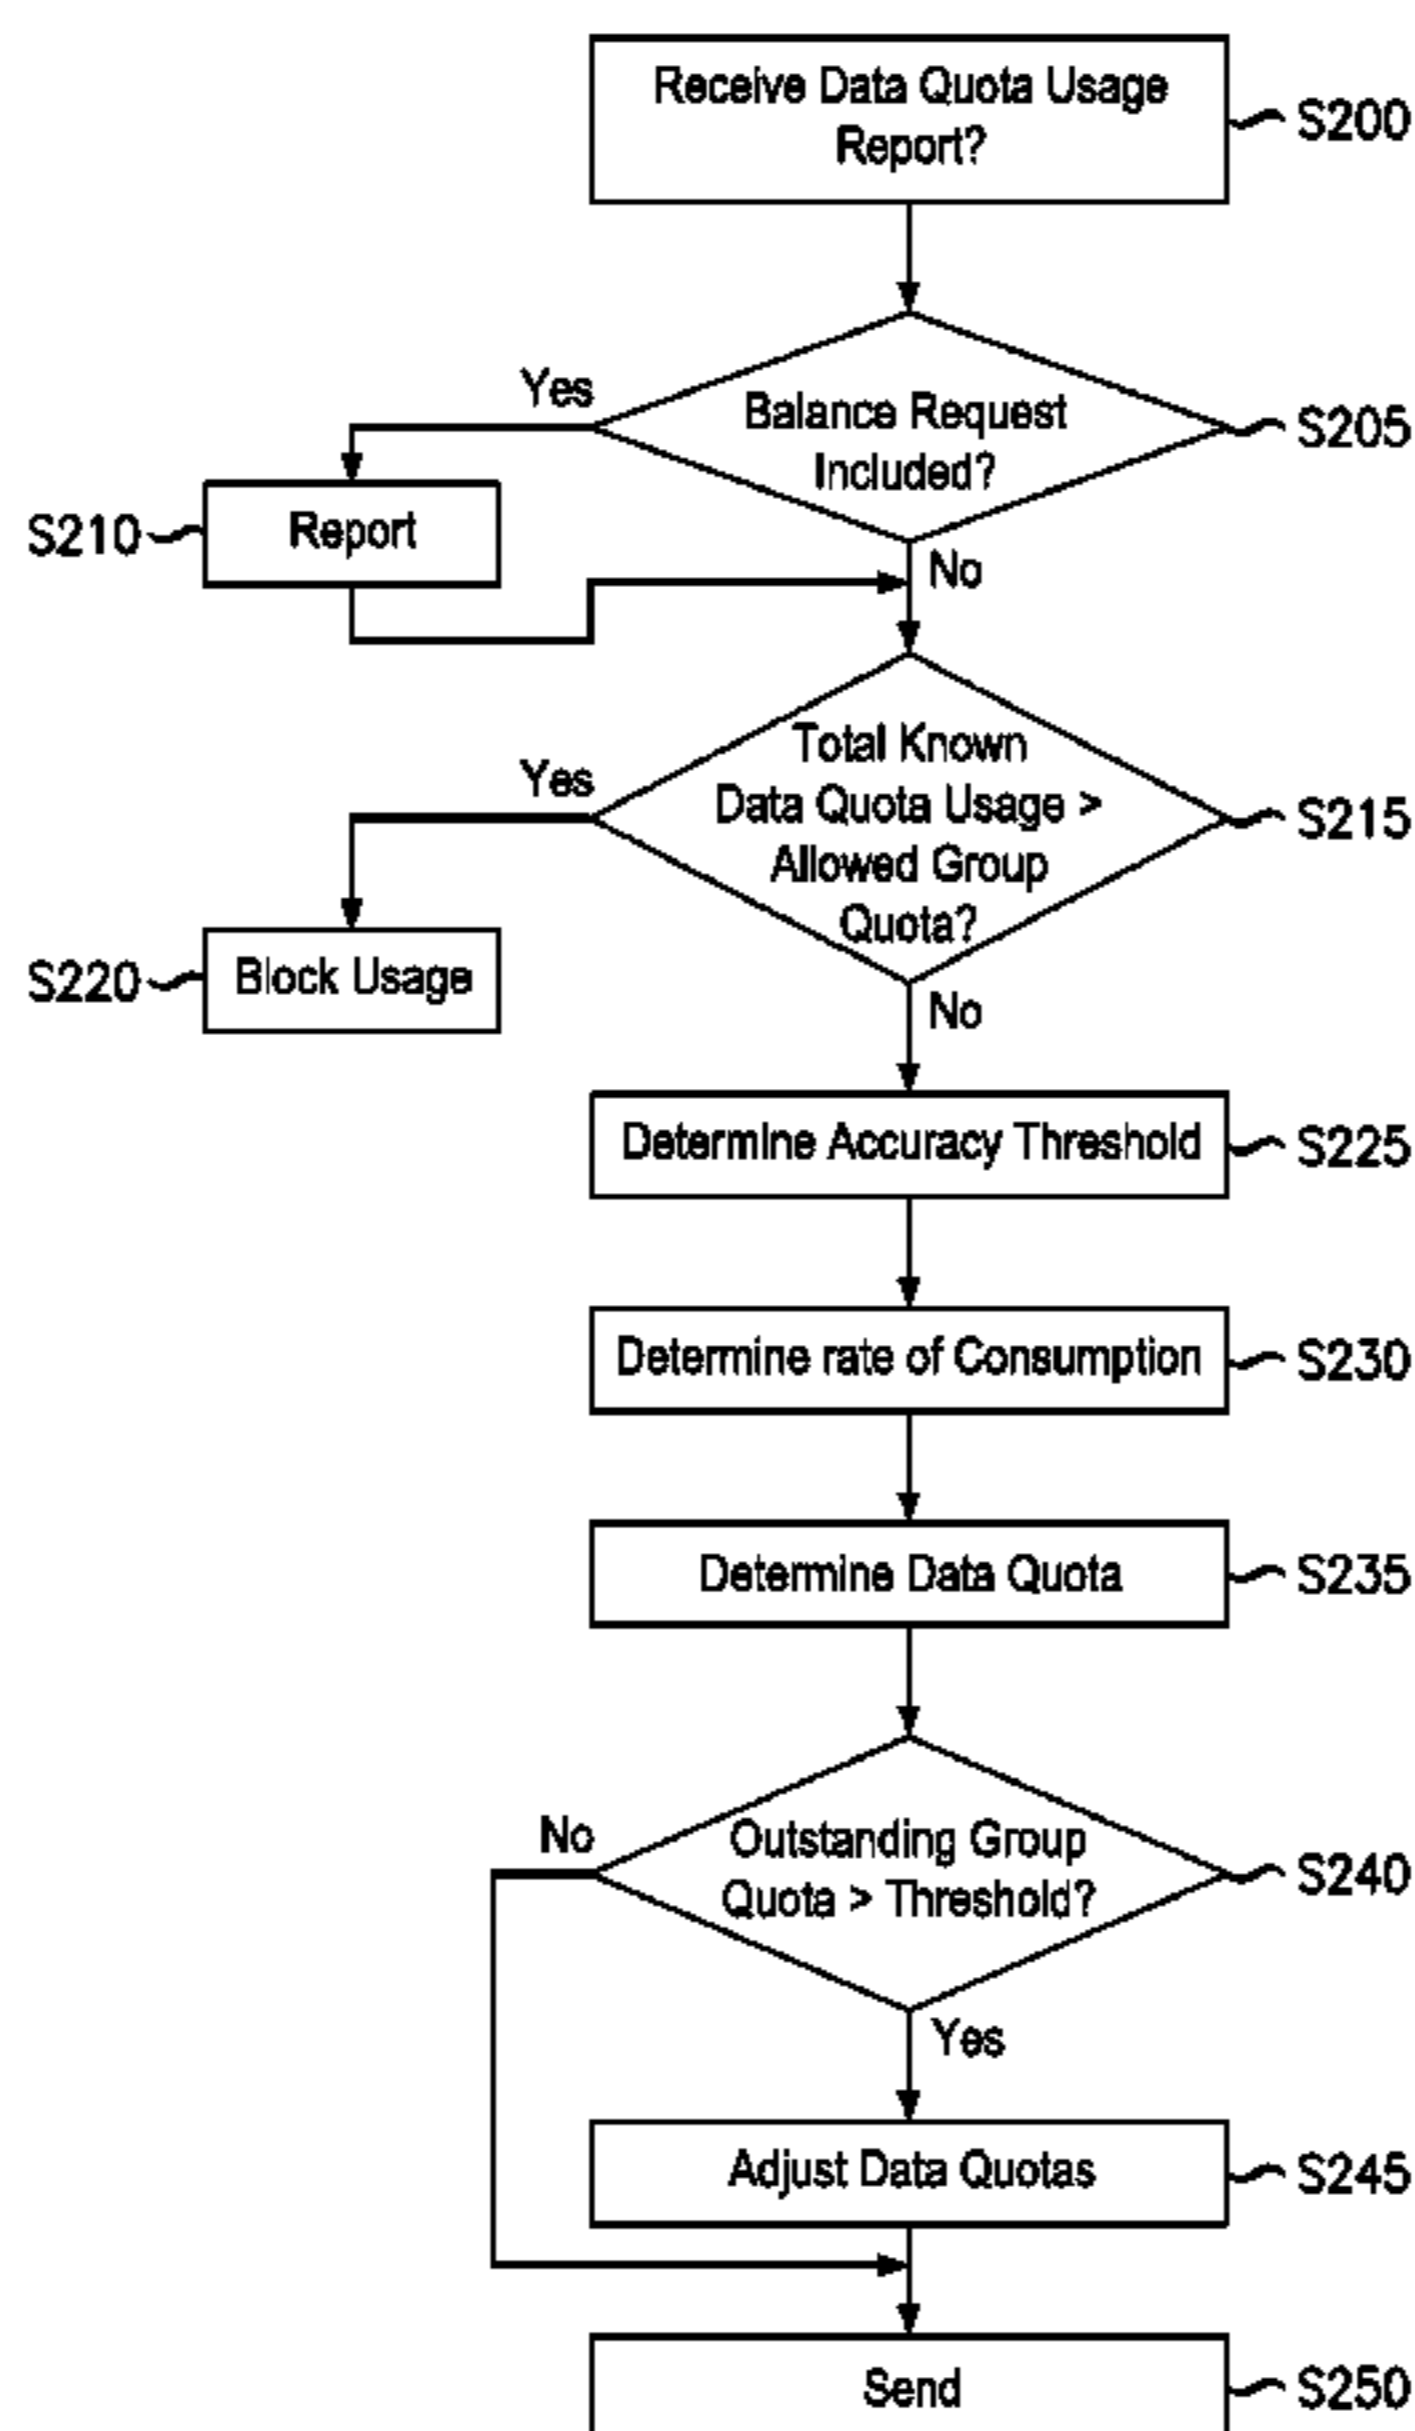 Receive Data Quota Usage
Report?
S200
Yes
Balance Request
Included?
S205
S210
Report
No
Yes
Total Known
Data Quota Usage >
Allowed Group
Quota?
S215
S220
Block Usage
No
Determine Accuracy Threshold
S225
Determine rate of Consumption
S230
Determine Data Quota
S235
No
Outstanding Group
Quota > Threshold?
S240
Yes
Adjust Data Quotas
S245
Send
S250